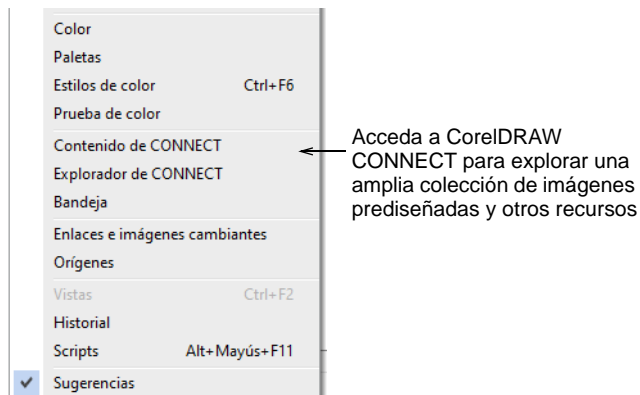 Color
Paletas
Estilos de color Ctrl+F6
Prueba de color
Contenido de CONNECT
Explorador de CONNECT
Bandeja
Enlaces e imágenes cambiantes
Orígenes
Vistas Ctrl+F2
Historial
Scripts Alt+Mayús+F11
Sugerencias
Acceda a CorelDRAW
CONNECT para explorar una
amplia colección de imágenes
prediseñadas y otros recursos